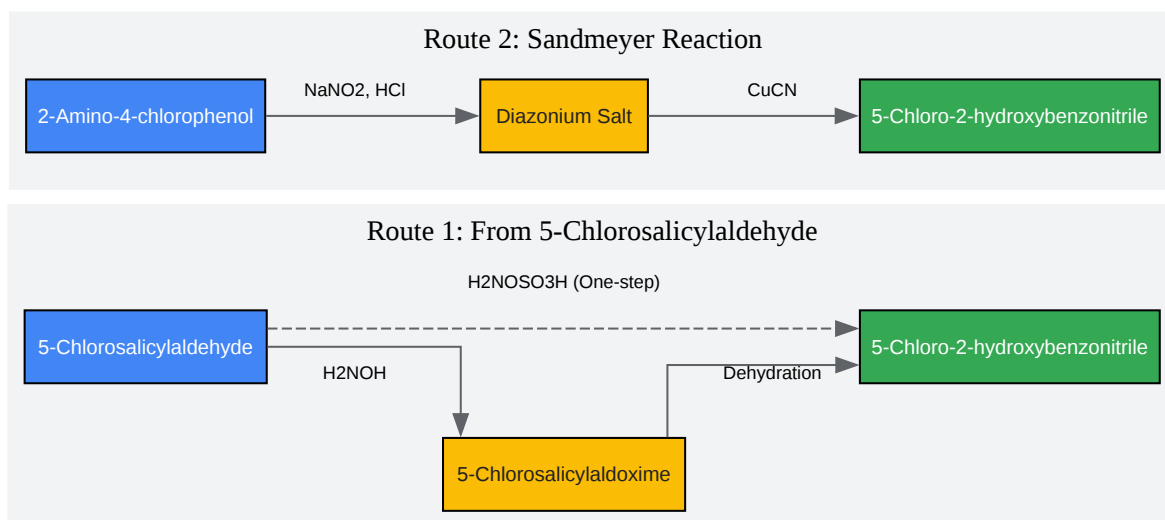 Route 2: Sandmeyer Reaction
NaNO2, HCl
CuCN
2-Amino-4-chlorophenol
Diazonium Salt
5-Chloro-2-hydroxybenzonitrile
Route 1: From 5-Chlorosalicylaldehyde
H2NOSO3H (One-step)
5-Chlorosalicylaldehyde
5-Chloro-2-hydroxybenzonitrile
H2NOH
Dehydration
5-Chlorosalicylaldoxime